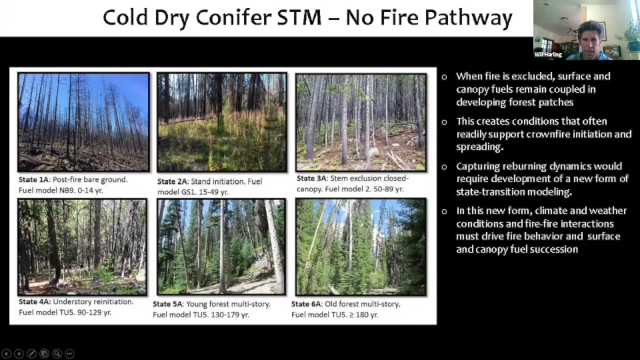 Cold Dry Conifer STM – No Fire Pathway
Will Harling
State 1A: Post-fire bare ground.
Fuel model NB9. 0-14 yr.
State 2A: Stand initiation. Fuel
model GS1. 15-49 yr.
State 3A: Stem exclusion closed-
canopy. Fuel model 2. 50-89 yr.
State 4A: Understory reinitiation.
Fuel model TU5. 90-129 yr.
State 5A: Young forest multi-story.
Fuel model TU5. 130-179 yr.
State 6A: Old forest multi-story.
Fuel model TU5. ≥ 180 yr.
o When fire is excluded, surface and
canopy fuels remain coupled in
developing forest patches
o This creates conditions that often
readily support crownfire initiation and
spreading.
o Capturing reburning dynamics would
require development of a new form of
state-transition modeling.
o In this new form, climate and weather
conditions and fire-fire interactions
must drive fire behavior and surface
and canopy fuel succession